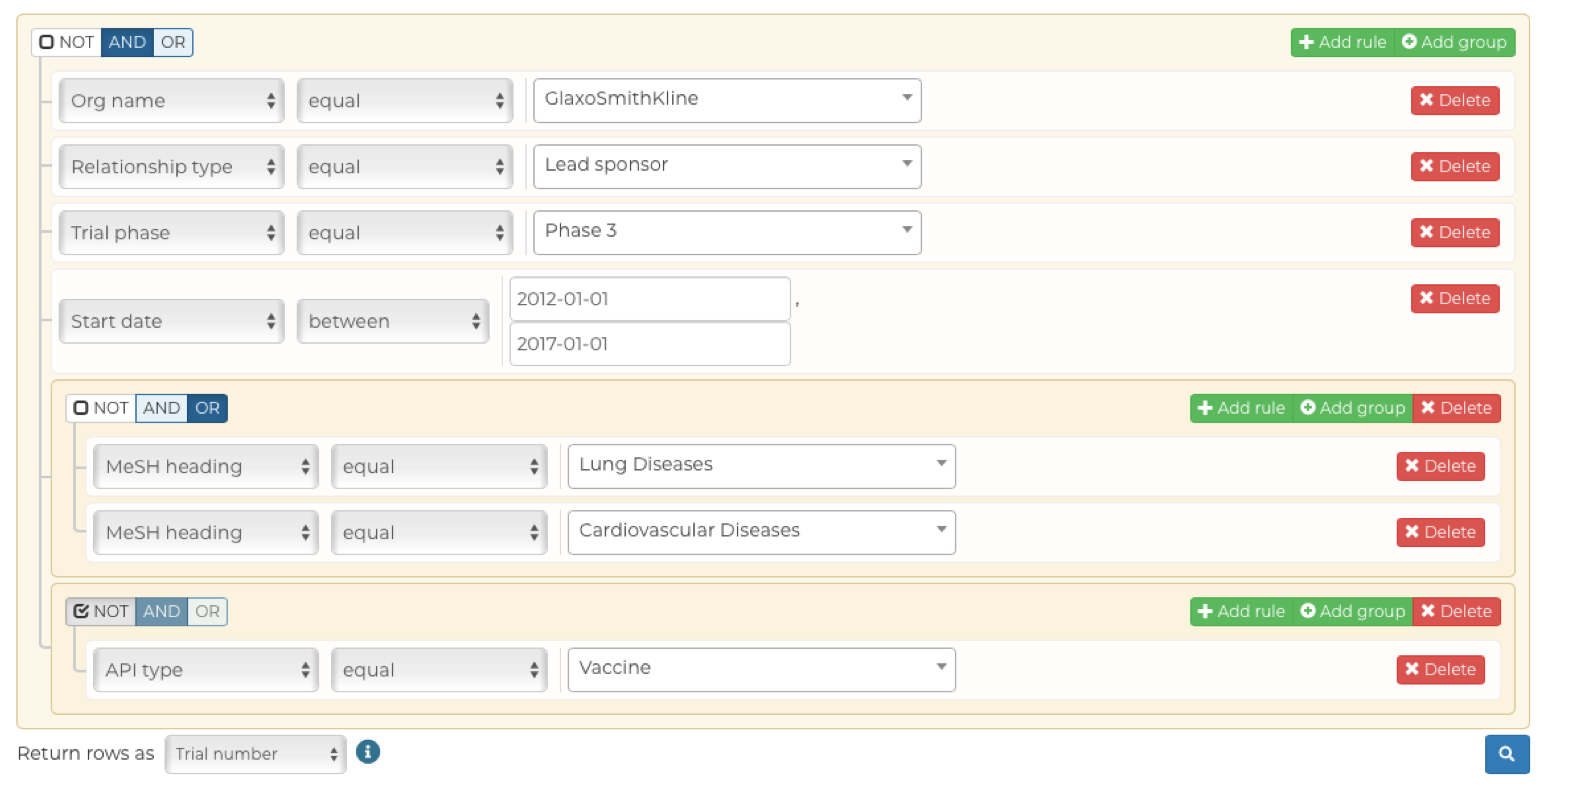 NOT AND OR Add rule Add group
Org name equal GlaxoSmithKline Delete
Relationship type equal Lead sponsor Delete
Trial phase equal Phase 3 Delete
Start date between 2012-01-01 , Delete
2017-01-01
NOT AND OR Add rule Add group Delete
MeSH heading equal Lung Diseases Delete
MeSH heading equal Cardiovascular Diseases Delete
NOT AND OR Add rule Add group Delete
API type equal Vaccine Delete
Return rows as Trial number